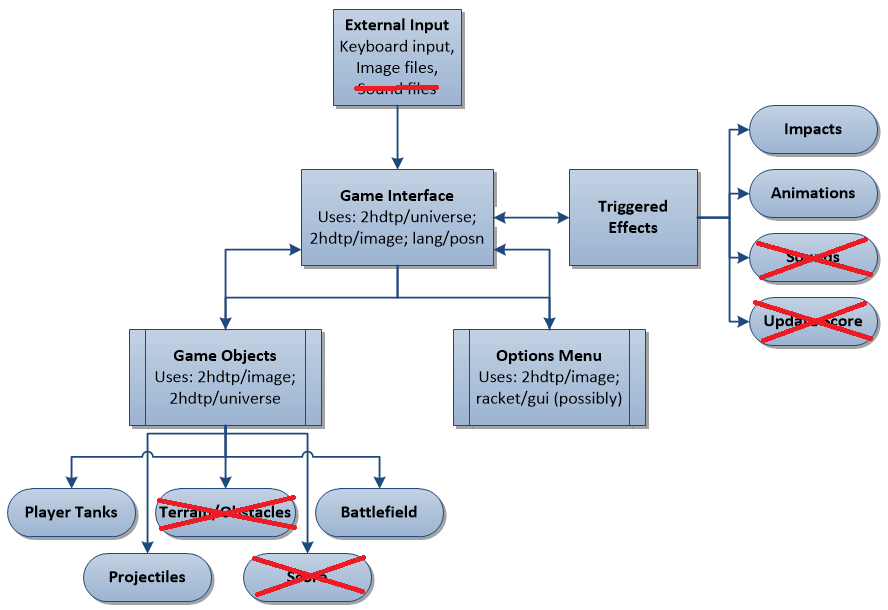 External Input
Keyboard input,
Image files,
Sound files
Game Interface
Uses: 2hdtp/universe;
2hdtp/image; lang/posn
Triggered
Effects
Impacts
Animations
Sounds
Update Score
Game Objects
Uses: 2hdtp/image;
2hdtp/universe
Options Menu
Uses: 2hdtp/image;
racket/gui (possibly)
Player Tanks
Terrain/Obstacles
Battlefield
Projectiles
Score